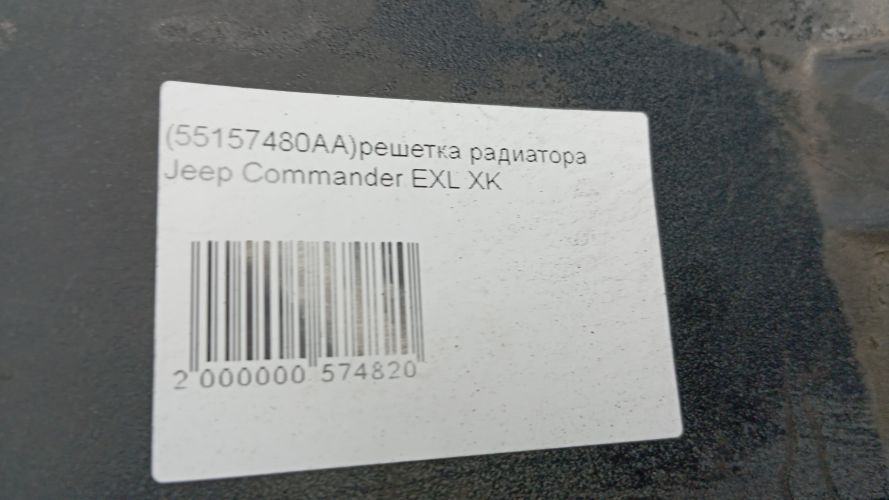 (55157480AA)решетка радиатора
Jeep Commander EXL XK
2 000000 574820